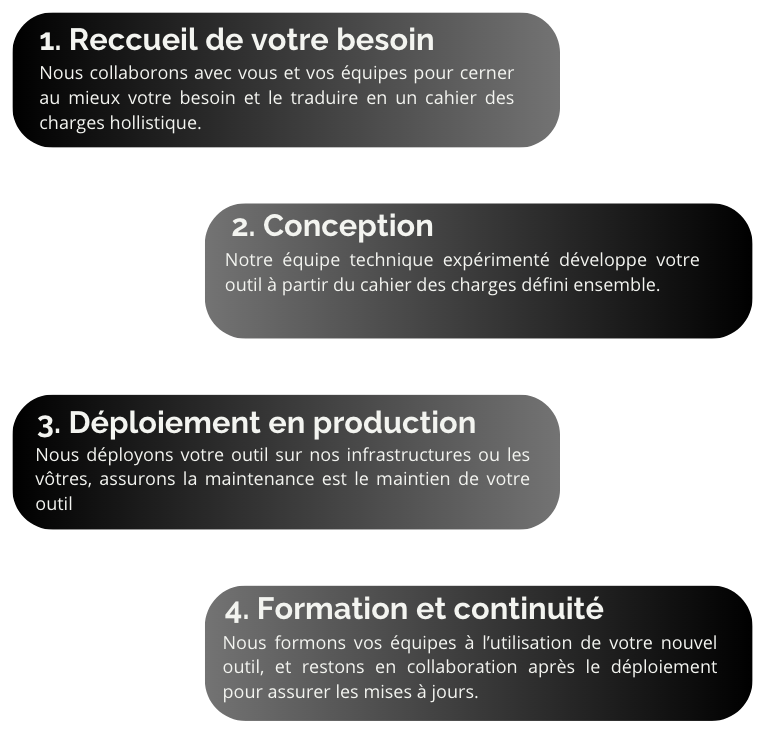 1. Reccueil de votre besoin
Nous collaborons avec vous et vos équipes pour cerner
au mieux votre besoin et le traduire en un cahier des
charges hollistique.
2. Conception
Notre équipe technique expérimenté développe votre
outil à partir du cahier des charges défini ensemble.
3. Déploiement en production
Nous déployons votre outil sur nos infrastructures ou les
vôtres, assurons la maintenance est le maintien de votre
outil
4. Formation et continuité
Nous formons vos équipes à l’utilisation de votre nouvel
outil, et restons en collaboration après le déploiement
pour assurer les mises à jours.